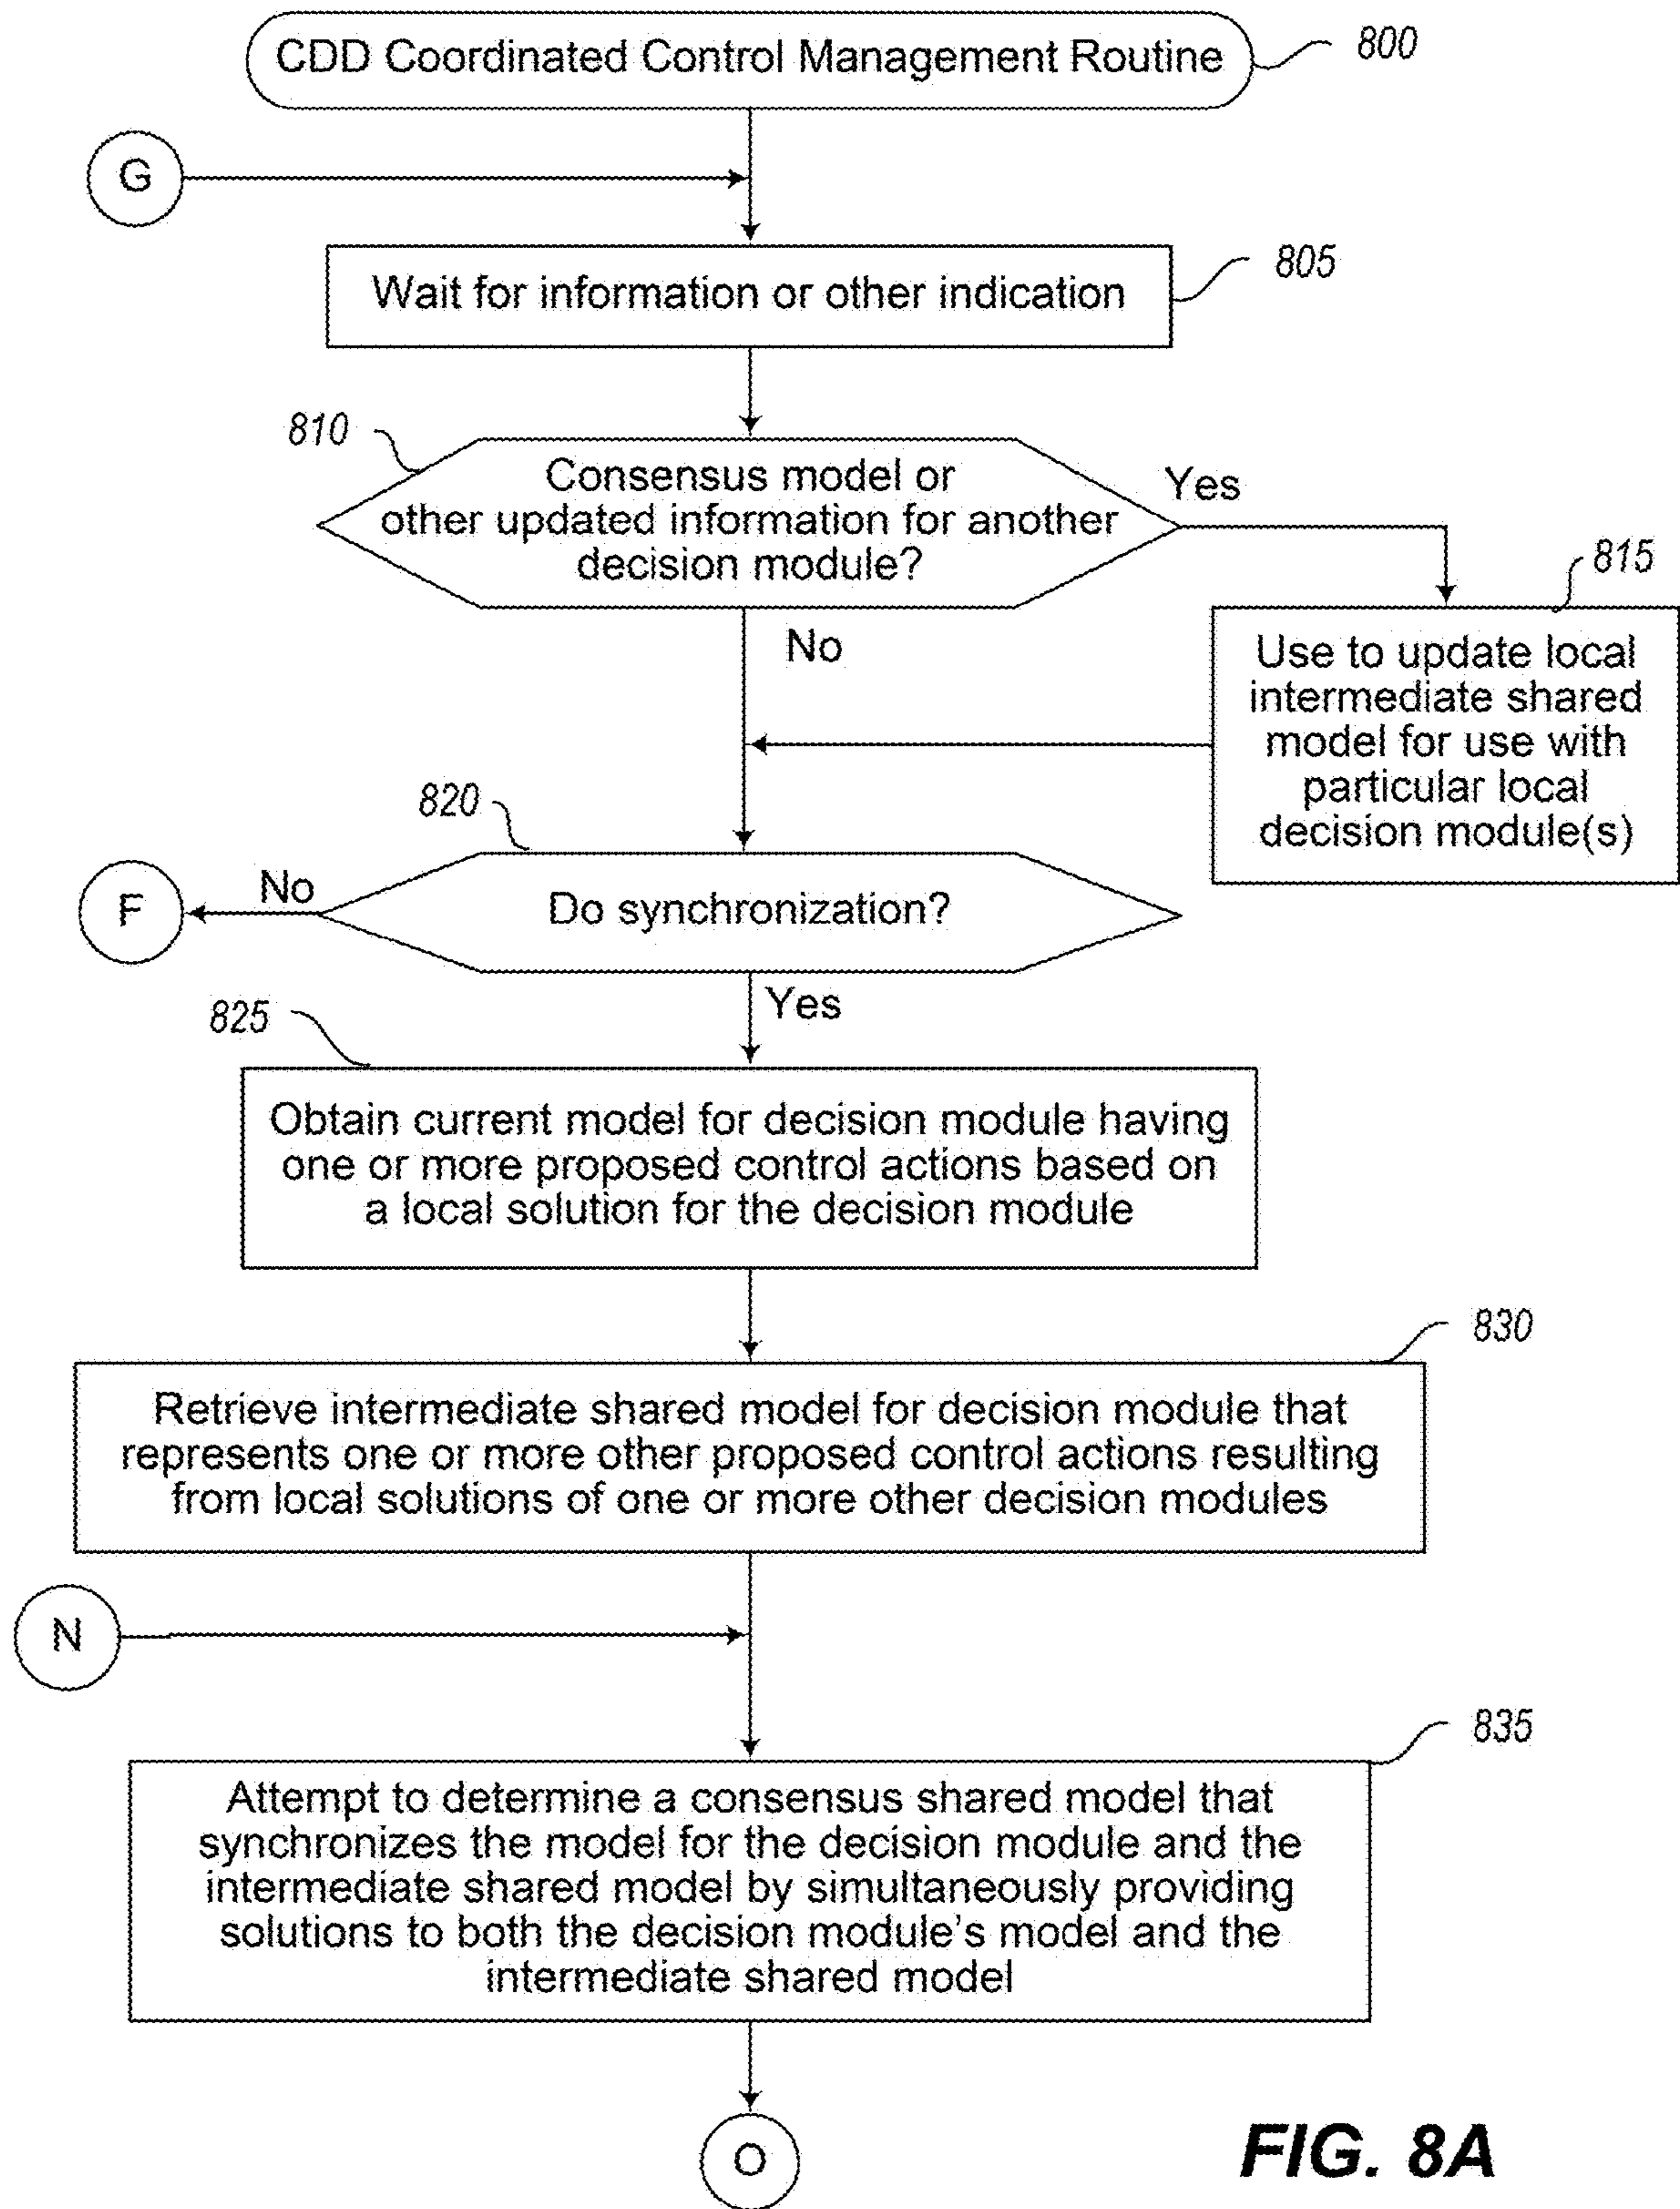 CDD Coordinated Control Management Routine
800
G
Wait for information or other indication
805
810
Consensus model or
other updated information for another
decision module?
Yes
815
No
Use to update local
intermediate shared
model for use with
particular local
decision module(s)
820
F
No
Do synchronization?
Yes
825
Obtain current model for decision module having
one or more proposed control actions based on
a local solution for the decision module
830
Retrieve intermediate shared model for decision module that
represents one or more other proposed control actions resulting
from local solutions of one or more other decision modules
N
835
Attempt to determine a consensus shared model that
synchronizes the model for the decision module and the
intermediate shared model by simultaneously providing
solutions to both the decision module's model and the
intermediate shared model
O
FIG. 8A